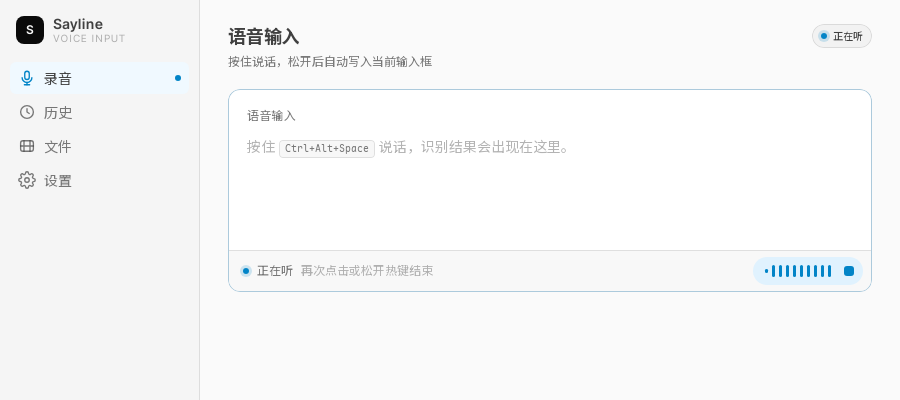 S
Sayline
VOICE INPUT
录音
历史
文件
设置
语音输入
正在听
按住说话，松开后自动写入当前输入框
语音输入
按住 Ctrl+Alt+Space 说话，识别结果会出现在这里。
正在听 再次点击或松开热键结束